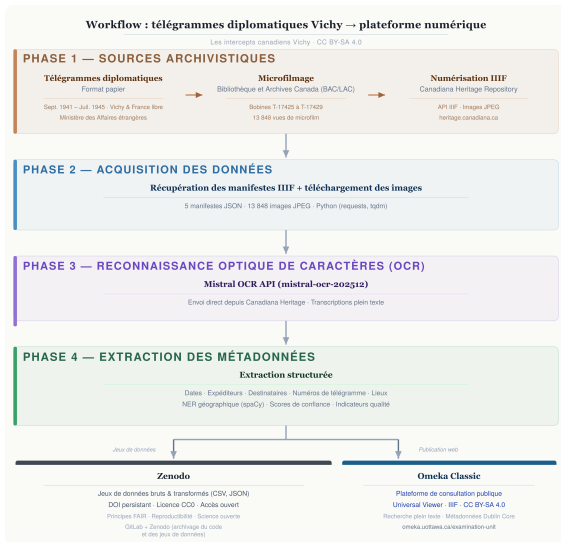 Workflow : télégrammes diplomatiques Vichy → plateforme numérique
Les intercepts canadiens Vichy · CC BY-SA 4.0
PHASE 1 — SOURCES ARCHIVISTIQUES
Télégrammes diplomatiques
Format papier
Sept. 1941 – Juil. 1945 · Vichy & France libre
Ministère des Affaires étrangères
Microfilmage
Bibliothèque et Archives Canada (BAC/LAC)
Bobines T-17425 à T-17429
13 848 vues de microfilm
Numérisation IIIF
Canadiana Heritage Repository
API IIIF · Images JPEG
heritage.canadiana.ca
PHASE 2 — ACQUISITION DES DONNÉES
Récupération des manifestes IIIF + téléchargement des images
5 manifestes JSON · 13 848 images JPEG · Python (requests, tqdm)
PHASE 3 — RECONNAISSANCE OPTIQUE DE CARACTÈRES (OCR)
Mistral OCR API (mistral-ocr-202512)
Envoi direct depuis Canadiana Heritage · Transcriptions plein texte
PHASE 4 — EXTRACTION DES MÉTADONNÉES
Extraction structurée
Dates · Expéditeurs · Destinataires · Numéros de télégramme · Lieux
NER géographique (spaCy) · Scores de confiance · Indicateurs qualité
Jeux de données
Publication web
Zenodo
Jeux de données bruts & transformés (CSV, JSON)
DOI persistant · Licence CC0 · Accès ouvert
Principes FAIR · Reproducibilité · Science ouverte
GitLab + Zenodo (archivage du code
et des jeux de données)
Omeka Classic
Plateforme de consultation publique
Universal Viewer · IIIF · CC BY-SA 4.0
Recherche plein texte · Métadonnées Dublin Core
omeka.uottawa.ca/examination-unit